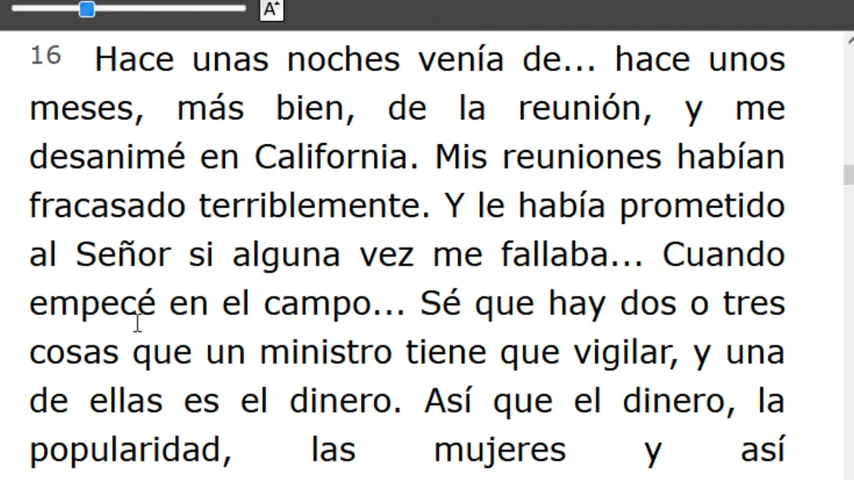 A
16 Hace unas noches venía de... hace unos
meses, más bien, de la reunión, y me
desanimé en California. Mis reuniones habían
fracasado terriblemente. Y le había prometido
al Señor si alguna vez me fallaba... Cuando
empecé en el campo... Sé que hay dos o tres
cosas que un ministro tiene que vigilar, y una
de ellas es el dinero. Así que el dinero, la
popularidad, las mujeres y así